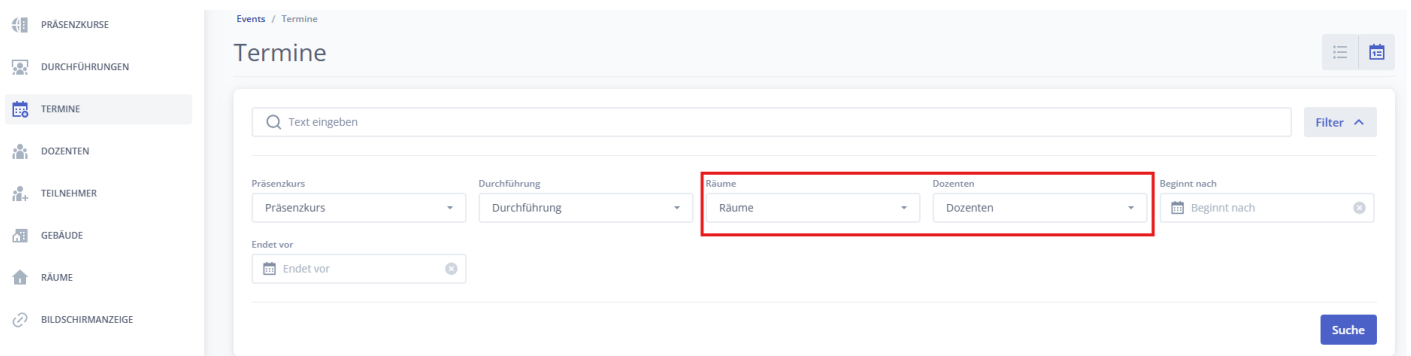 PRÄSENZKURSE
DURCHFÜHRUNGEN
TERMINE
DOZENTEN
TEILNEHMER
GEBÄUDE
RÄUME
BILDSCHIRMANZEIGE
Events / Termine
Termine
Text eingeben
Filter
Präsenzkurs Durchführung Räume Dozenten Beginnt nach
Präsenzkurs Durchführung Räume Dozenten Beginnt nach
Endet vor
Endet vor
Suche